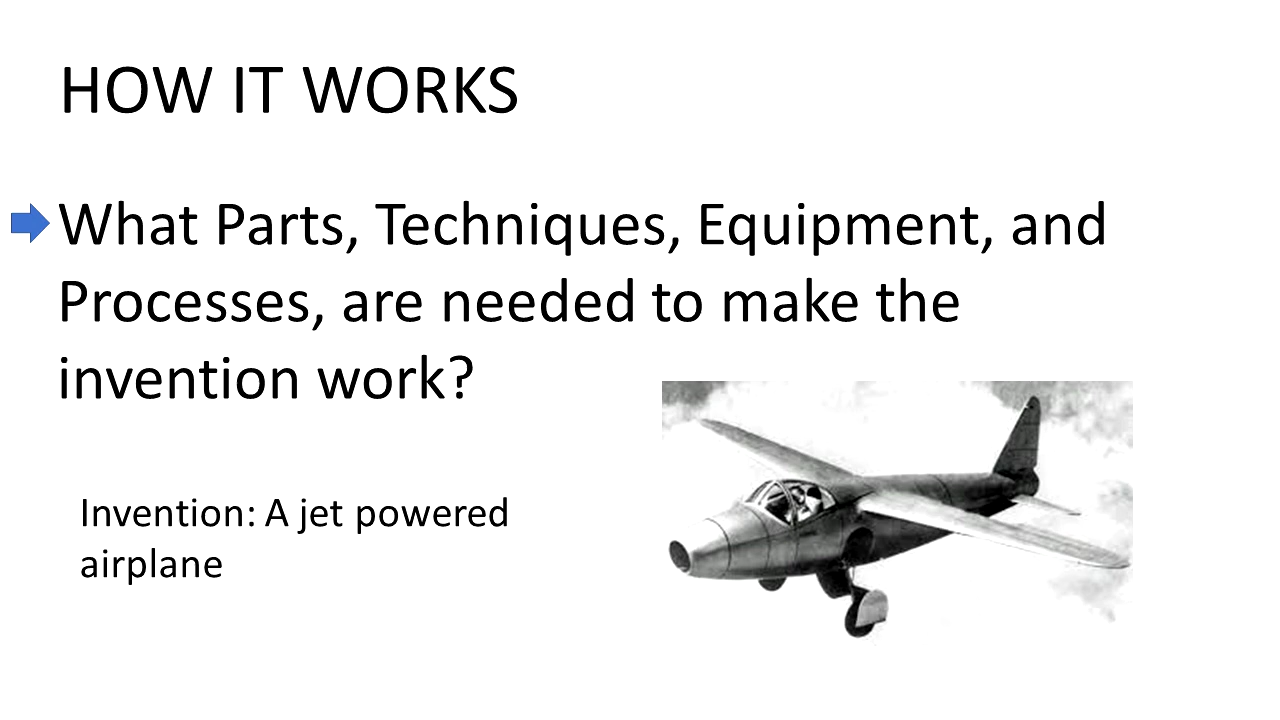 HOW IT WORKS
What Parts, Techniques, Equipment, and
Processes, are needed to make the
invention work?
Invention: A jet powered
airplane